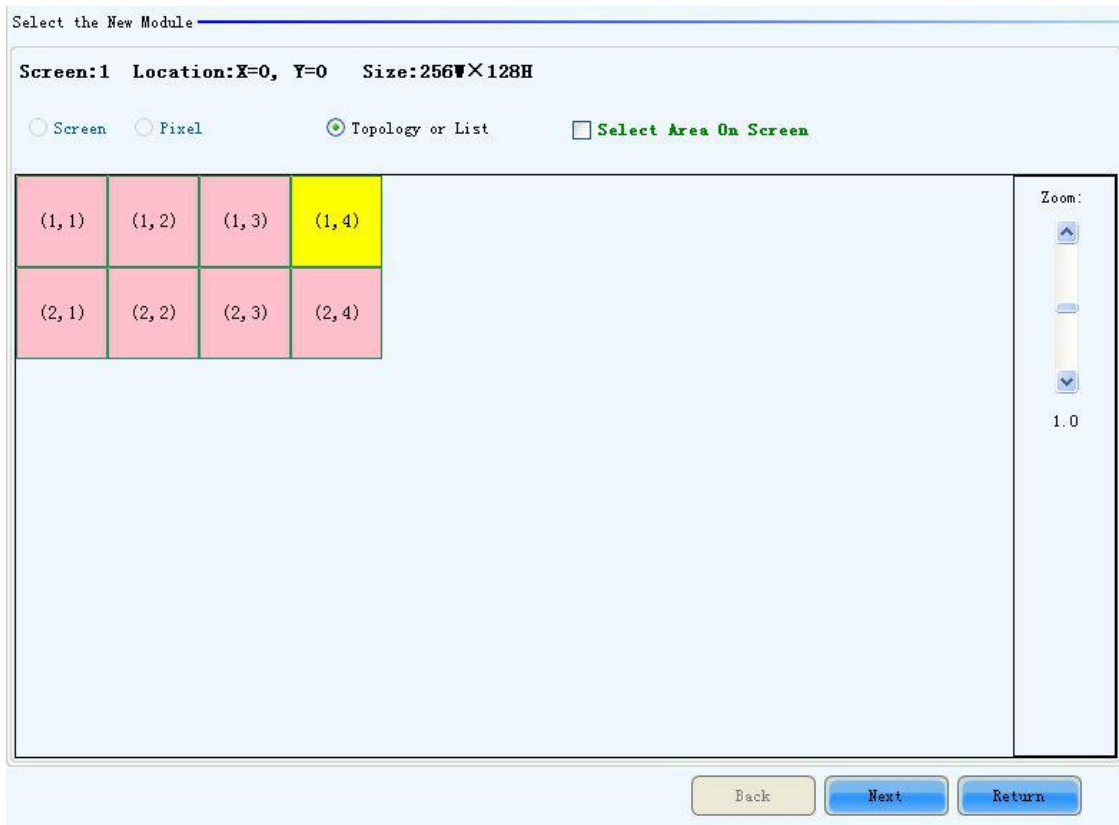 Select the New Module
Screen:1 Location:X=0, Y=0 Size:256W×128H
Screen Pixel Topology or List Select Area On Screen
Zoom:
(1,1) (1,2) (1,3) (1,4)
(2,1) (2,2) (2,3) (2,4)
1.0
Back Next Return